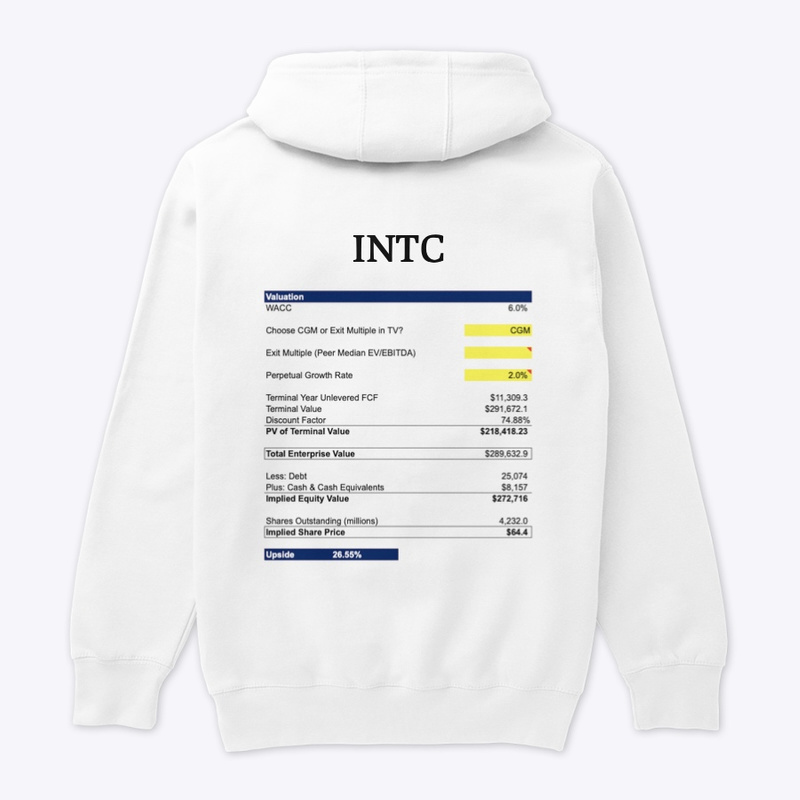 INTC
Valuation
WACC 6.0%
Choose CGM or Exit Multiple in TV? CGM
Exit Multiple (Peer Median EV/EBITDA)
Perpetual Growth Rate 2.0%
Terminal Year Unlevered FCF $11,309.3
Terminal Value $291,672.1
Discount Factor 74.88%
PV of Terminal Value $218,418.23
Total Enterprise Value $289,632.9
Less: Debt 25,074
Plus: Cash & Cash Equivalents $8,157
Implied Equity Value $272,716
Shares Outstanding (millions) 4,232.0
Implied Share Price $64.4
Upside 26.55%